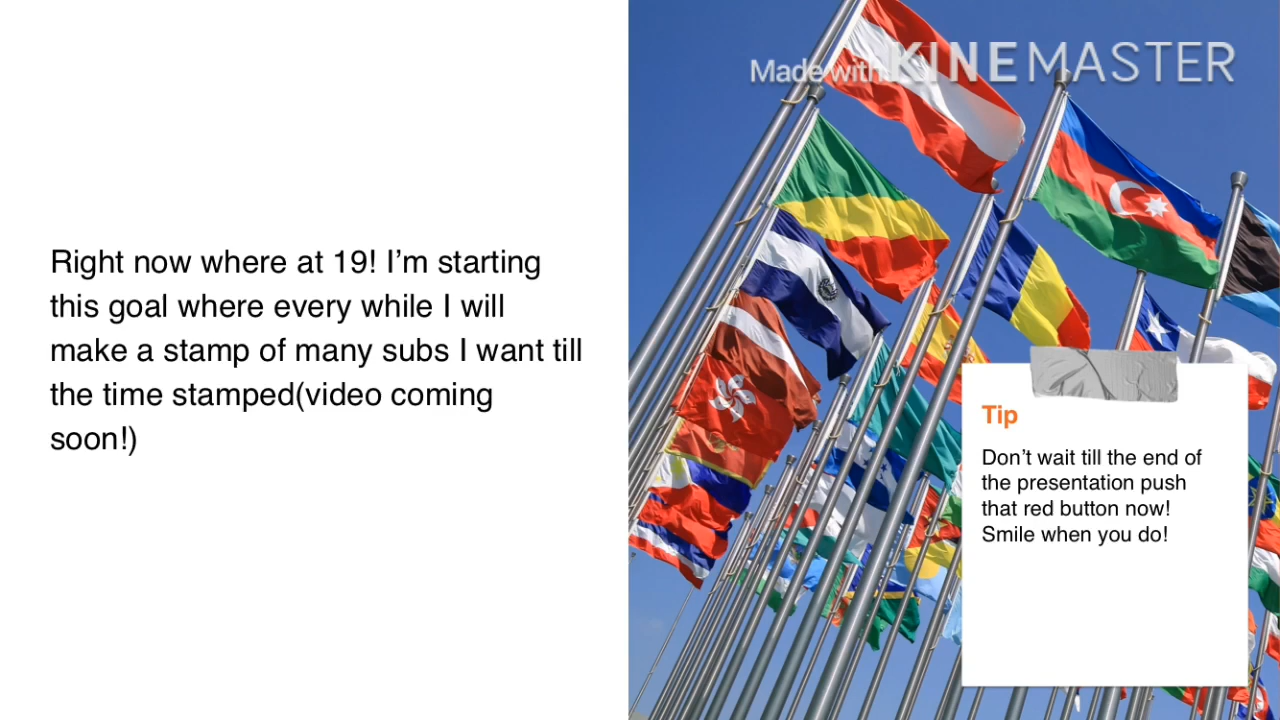 Right now where at 19! I’m starting
this goal where every while I will
make a stamp of many subs I want till
the time stamped(video coming
soon!)
Made with KINEMASTER
Tip
Don’t wait till the end of
the presentation push
that red button now!
Smile when you do!